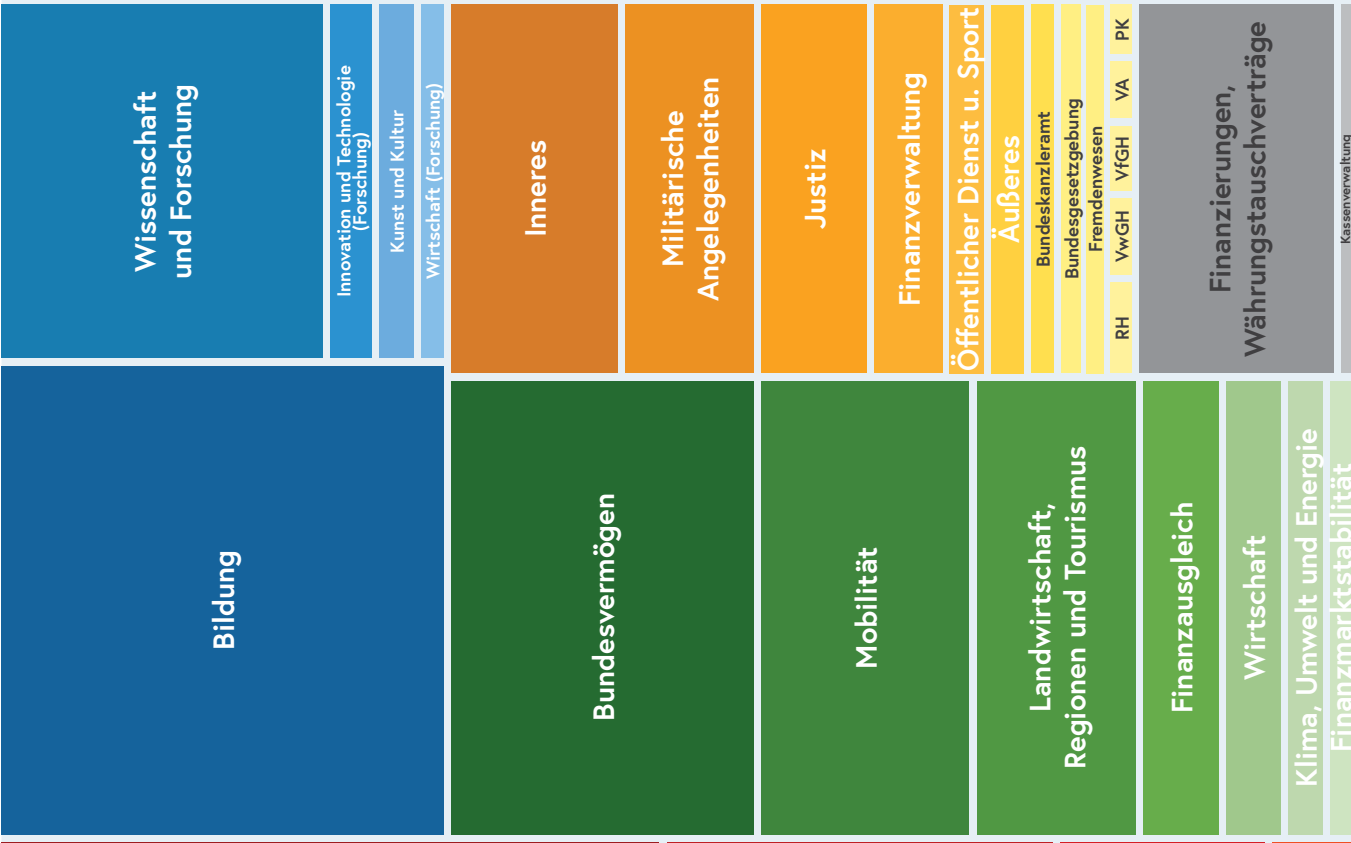 Wissenschaft
und Forschung
Innovation und Technologie
(Forschung)
Kunst und Kultur
Wirtschaft (Forschung)
Inneres
Militärische
Angelegenheiten
Justiz
Finanzverwaltung
Öffentlicher Dienst u. Sport
Äußeres
Bundeskanzleramt
Bundesgesetzgebung
Fremdenwesen
RH
VwGH
VfGH
VA
PK
Finanzierungen,
Währungstauschverträge
Kassenverwaltung
Bildung
Bundesvermögen
Mobilität
Landwirtschaft,
Regionen und Tourismus
Finanzausgleich
Wirtschaft
Klima, Umwelt und Energie
Finanzmarktstabilität